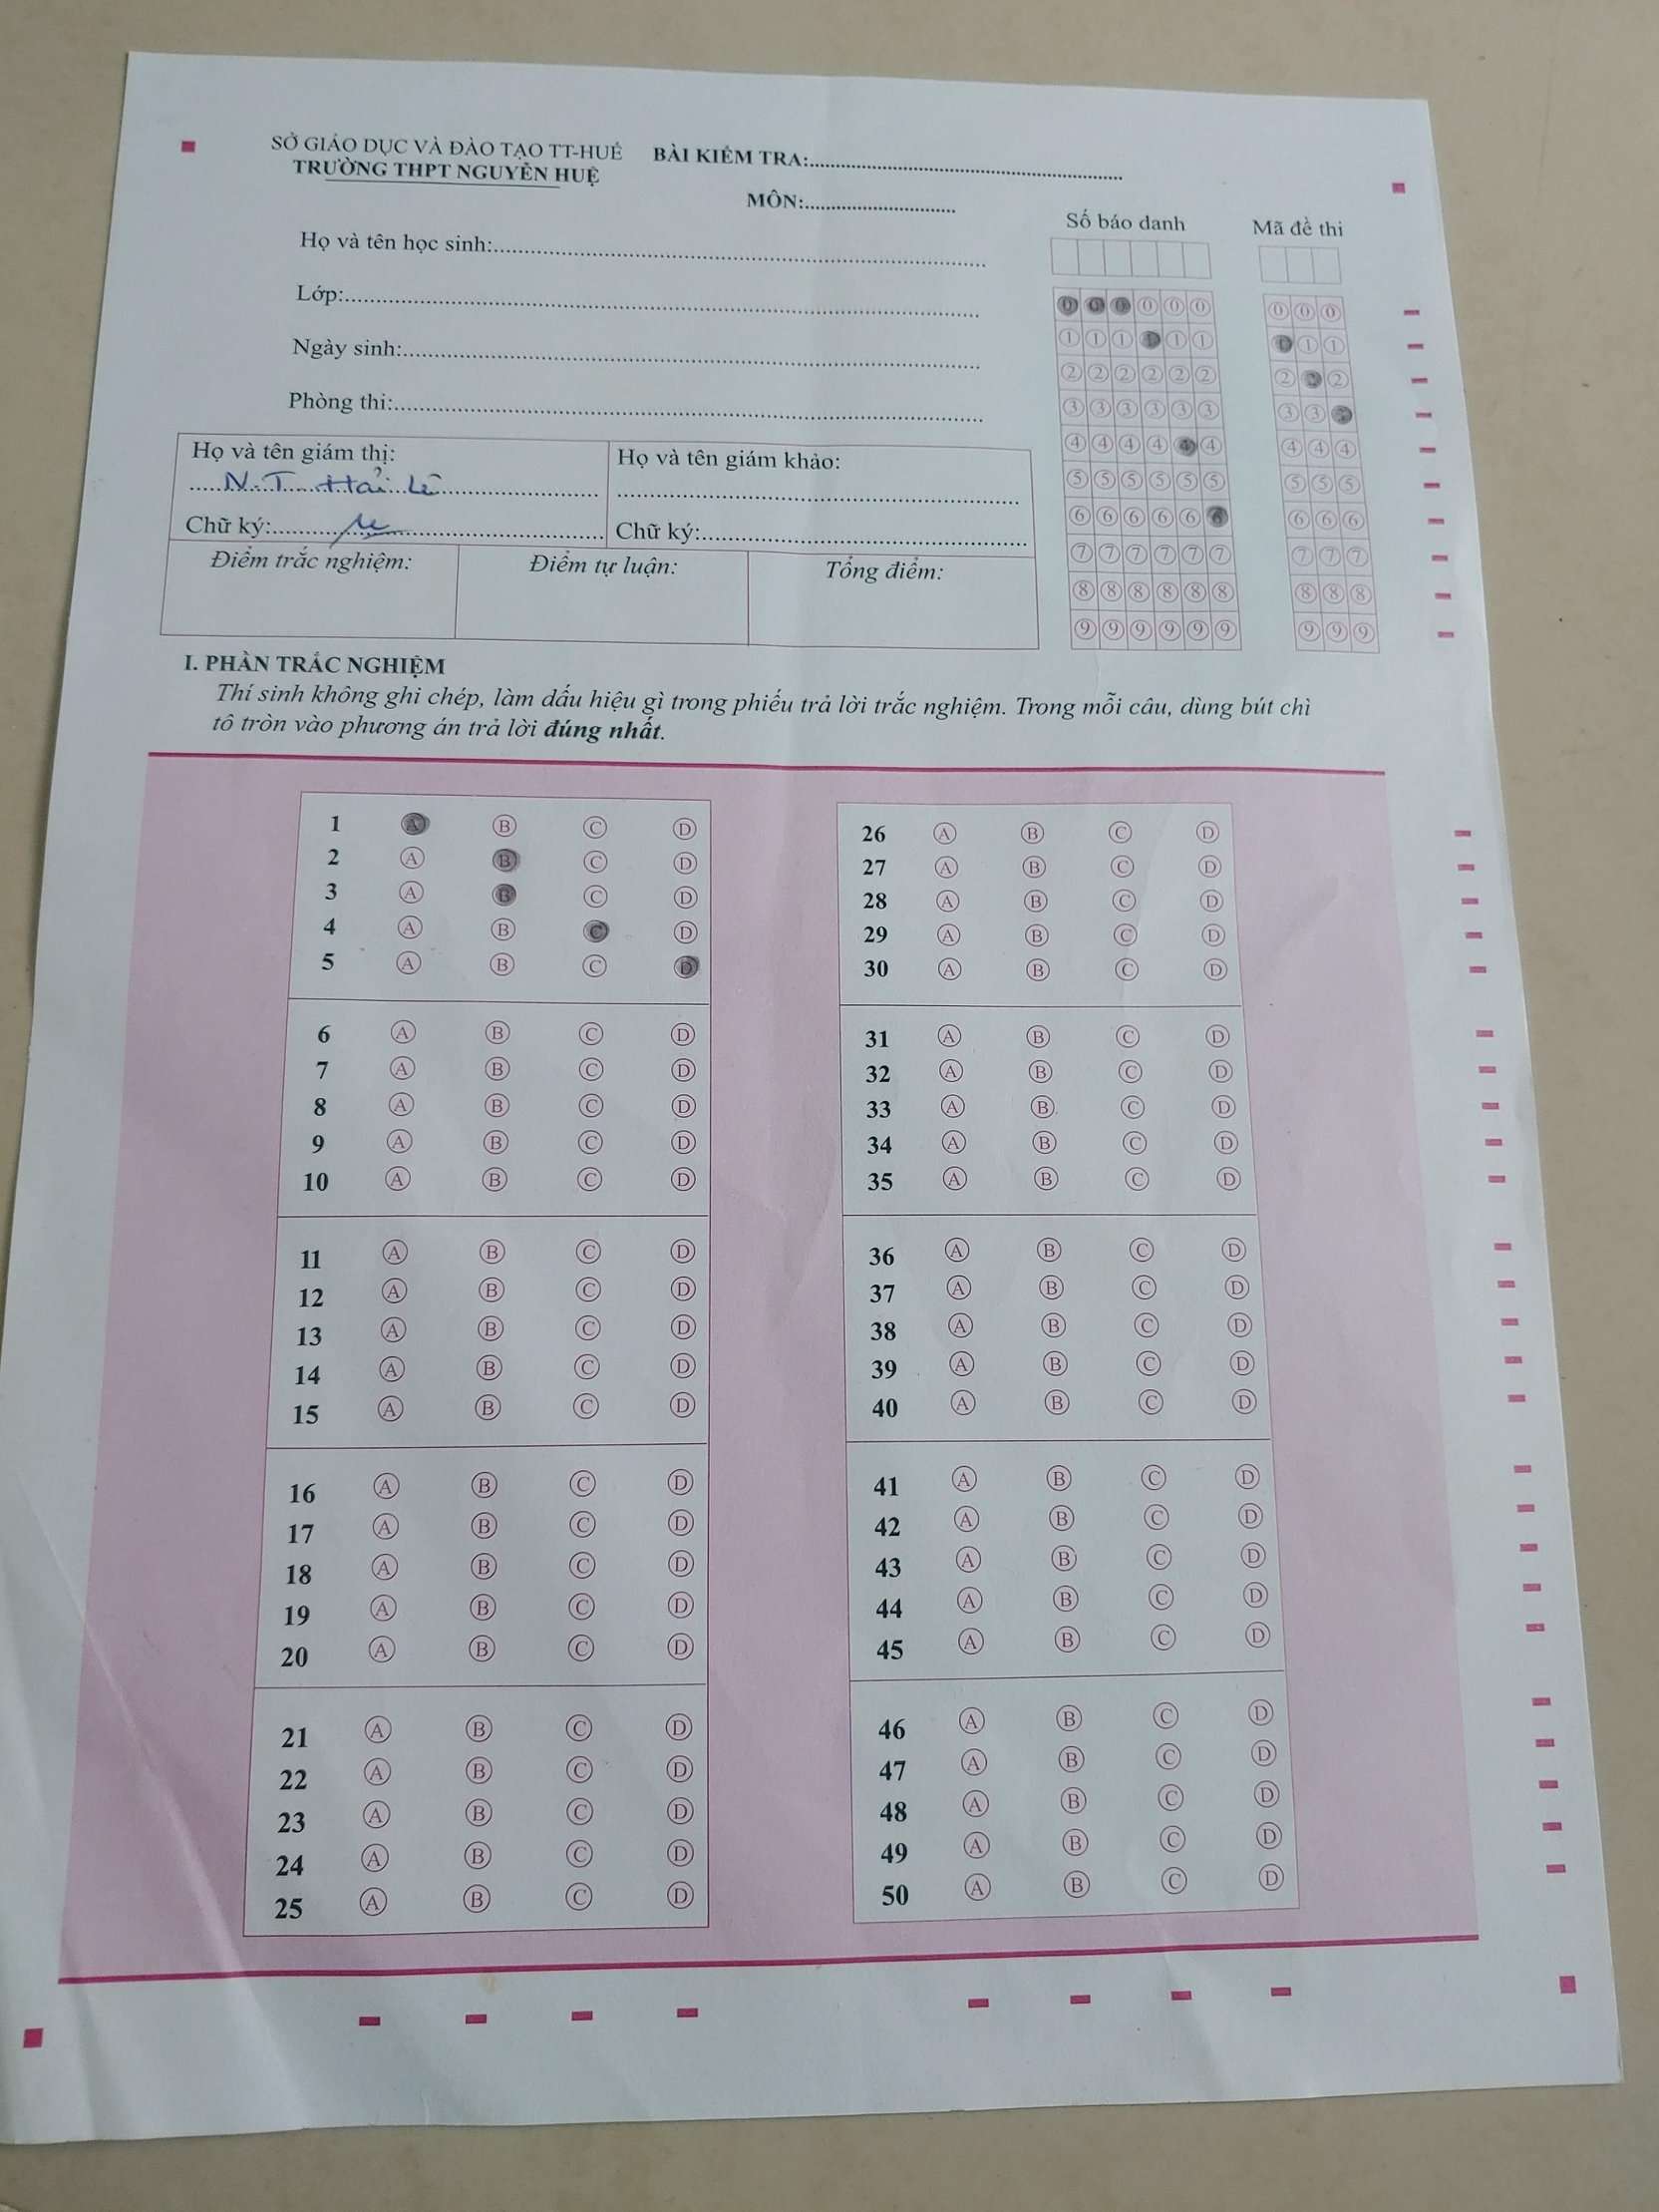 SỞ GIÁO DỤC VÀ ĐÀO TẠO TT-HUẾ
TRƯỜNG THPT NGUYỄN HUỆ
BÀI KIỂM TRA:
MÔN:
Số báo danh
Mã đề thi
Họ và tên học sinh:
Lớp:
Ngày sinh:
Phòng thi:
0 0 0 0 0 0 0 0 0
1 1 1 1 1 1 1 1 1
2 2 2 2 2 2 2 2 2
3 3 3 3 3 3 3 3 3
4 4 4 4 4 4 4 4 4
5 5 5 5 5 5 5 5 5
6 6 6 6 6 6 6 6 6
7 7 7 7 7 7 7 7 7
8 8 8 8 8 8 8 8 8
9 9 9 9 9 9 9 9 9
Họ và tên giám thị:
N.T Hải Lê
Chữ ký:
Họ và tên giám khảo:
Chữ ký:
Điểm trắc nghiệm:
Điểm tự luận:
Tổng điểm:
I. PHẦN TRẮC NGHIỆM
Thí sinh không ghi chép, làm dấu hiệu gì trong phiếu trả lời trắc nghiệm. Trong mỗi câu, dùng bút chì
tô tròn vào phương án trả lời đúng nhất.
1 A B C D
2 A B C D
3 A B C D
4 A B C D
5 A B C D
6 A B C D
7 A B C D
8 A B C D
9 A B C D
10 A B C D
11 A B C D
12 A B C D
13 A B C D
14 A B C D
15 A B C D
16 A B C D
17 A B C D
18 A B C D
19 A B C D
20 A B C D
21 A B C D
22 A B C D
23 A B C D
24 A B C D
25 A B C D
26 A B C D
27 A B C D
28 A B C D
29 A B C D
30 A B C D
31 A B C D
32 A B C D
33 A B C D
34 A B C D
35 A B C D
36 A B C D
37 A B C D
38 A B C D
39 A B C D
40 A B C D
41 A B C D
42 A B C D
43 A B C D
44 A B C D
45 A B C D
46 A B C D
47 A B C D
48 A B C D
49 A B C D
50 A B C D